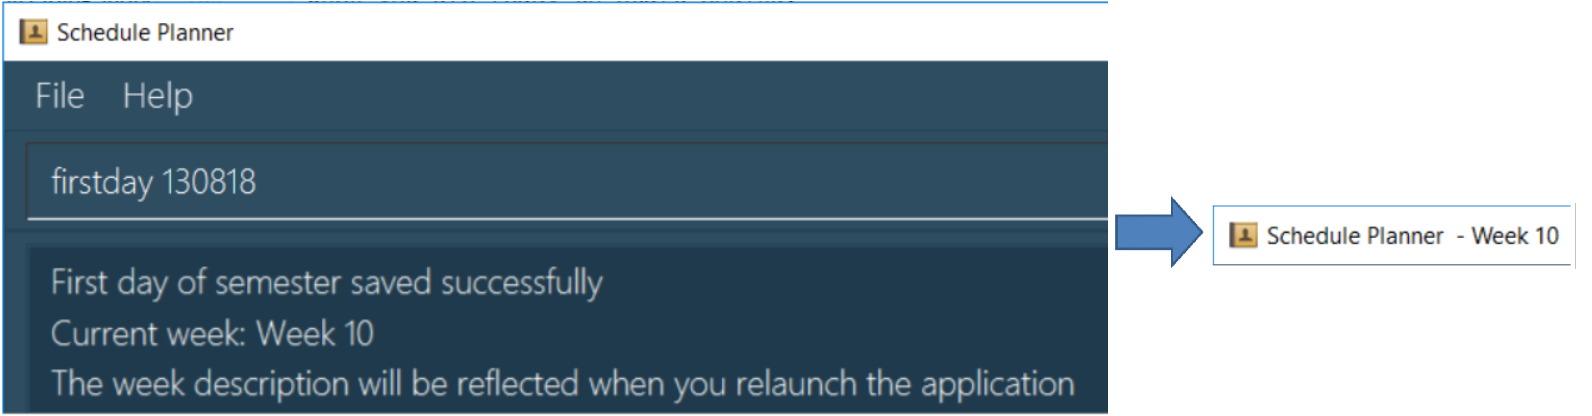 Schedule Planner
File Help
firstday 130818
First day of semester saved successfully
Current week: Week 10
The week description will be reflected when you relaunch the application
Schedule Planner - Week 10